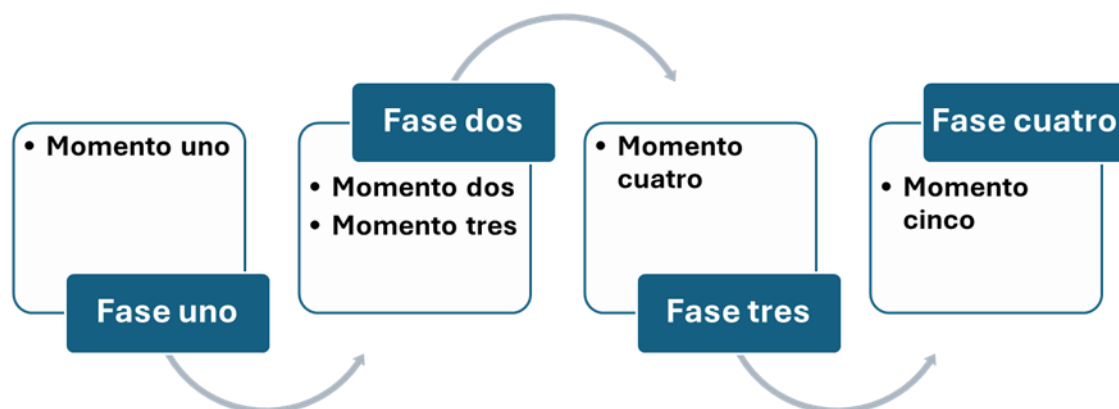 • Momento uno
Fase uno
Fase dos
• Momento dos
• Momento tres
• Momento
cuatro
Fase tres
Fase cuatro
• Momento
cinco